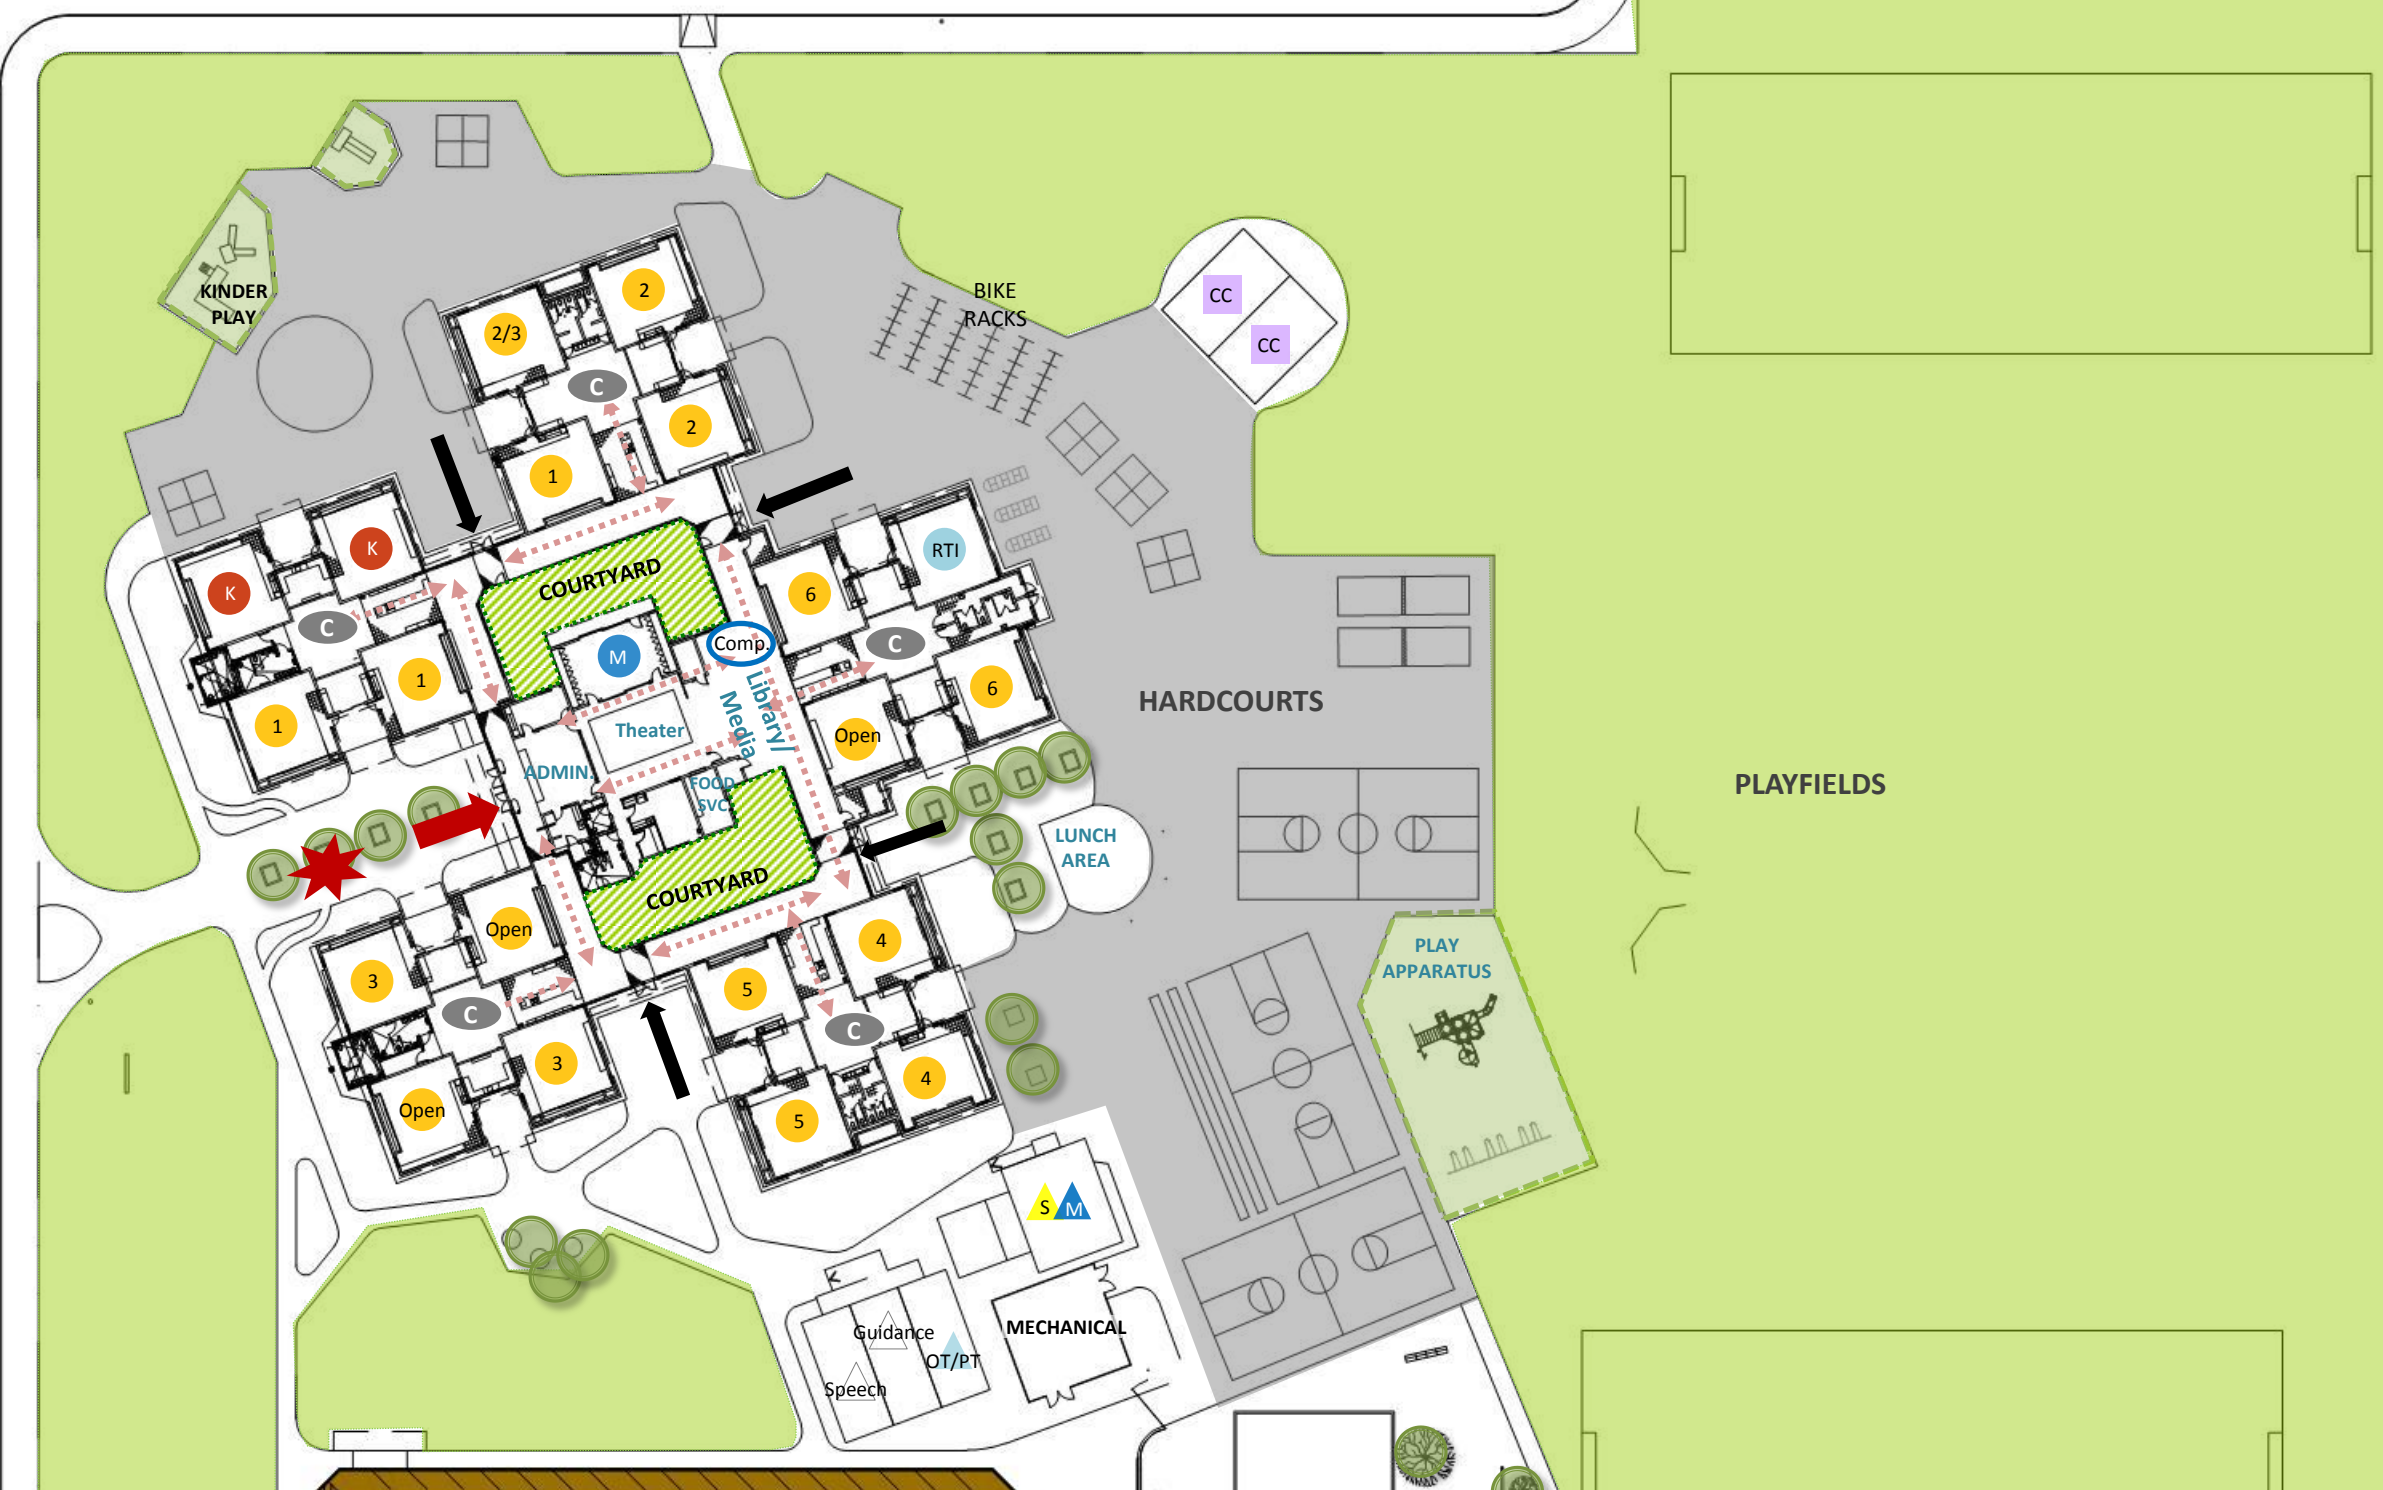 KINDER
PLAY
BIKE
RACKS
CC
CC
2
2/3
C
2
1
K
K
C
1
1
COURTYARD
M
Comp.
Library/
Media
Theater
ADMIN.
FOOD
SVC
COURTYARD
6
RTI
C
6
Open
HARDCOURTS
PLAYFIELDS
LUNCH
AREA
PLAY
APPARATUS
Open
3
C
3
Open
4
5
C
4
5
S
M
Guidance
OT/PT
Speech
MECHANICAL